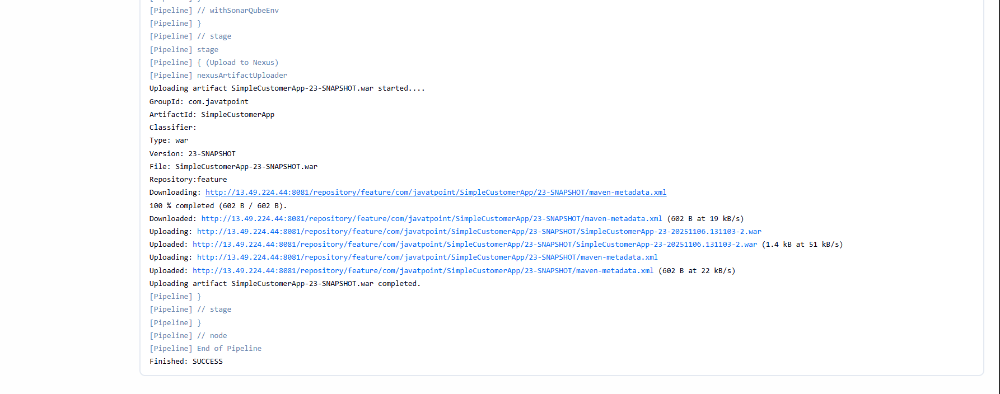 [Pipeline] // withSonarQubeEnv
[Pipeline] }
[Pipeline] // stage
[Pipeline] stage
[Pipeline] { (Upload to Nexus)
[Pipeline] nexusArtifactUploader
Uploading artifact SimpleCustomerApp-23-SNAPSHOT.war started....
GroupId: com.javatpoint
ArtifactId: SimpleCustomerApp
Classifier:
Type: war
Version: 23-SNAPSHOT
File: SimpleCustomerApp-23-SNAPSHOT.war
Repository:feature
Downloading: http://13.49.224.44:8081/repository/feature/com/javatpoint/SimpleCustomerApp/23-SNAPSHOT/maven-metadata.xml
100 % completed (602 B / 602 B).
Downloaded: http://13.49.224.44:8081/repository/feature/com/javatpoint/SimpleCustomerApp/23-SNAPSHOT/maven-metadata.xml (602 B at 19 kB/s)
Uploading: http://13.49.224.44:8081/repository/feature/com/javatpoint/SimpleCustomerApp/23-SNAPSHOT/SimpleCustomerApp-23-20251106.131103-2.war
Uploaded: http://13.49.224.44:8081/repository/feature/com/javatpoint/SimpleCustomerApp/23-SNAPSHOT/SimpleCustomerApp-23-20251106.131103-2.war (1.4 kB at 51 kB/s)
Uploading: http://13.49.224.44:8081/repository/feature/com/javatpoint/SimpleCustomerApp/23-SNAPSHOT/maven-metadata.xml
Uploaded: http://13.49.224.44:8081/repository/feature/com/javatpoint/SimpleCustomerApp/23-SNAPSHOT/maven-metadata.xml (602 B at 22 kB/s)
Uploading artifact SimpleCustomerApp-23-SNAPSHOT.war completed.
[Pipeline] }
[Pipeline] // stage
[Pipeline] }
[Pipeline] // node
[Pipeline] End of Pipeline
Finished: SUCCESS